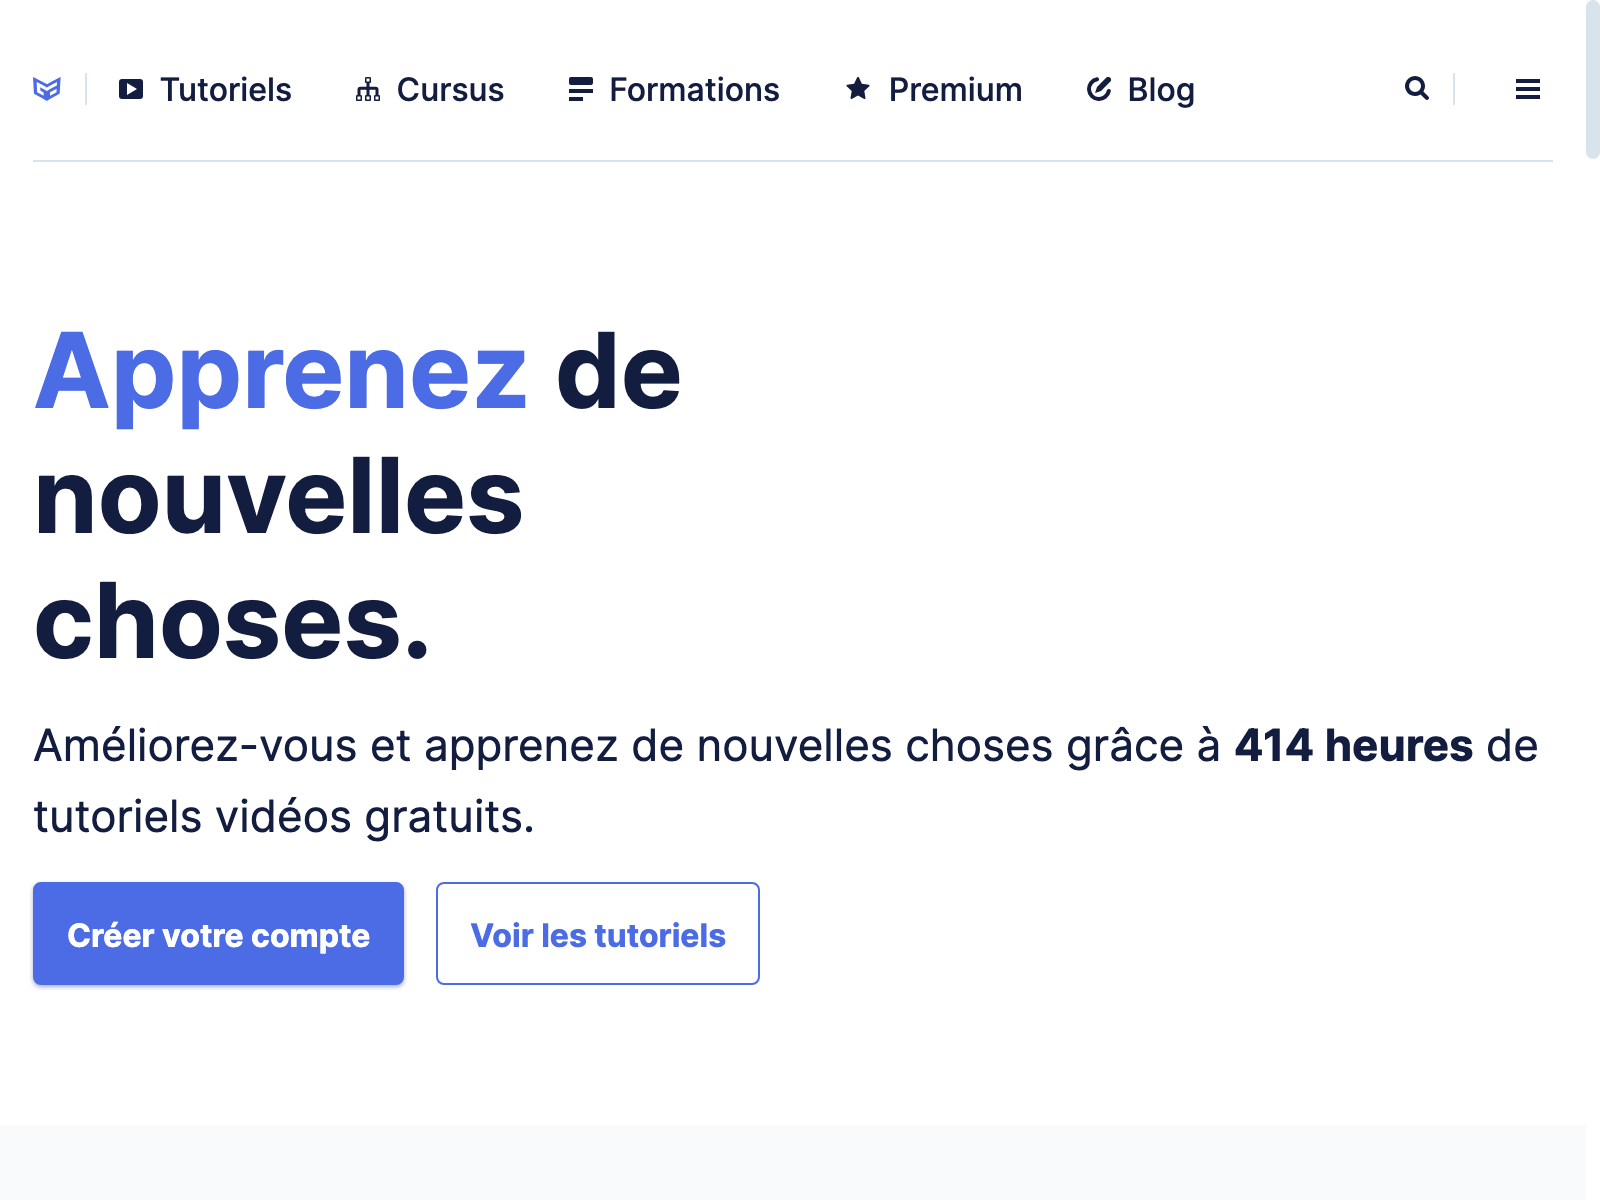 Tutoriels Cursus Formations Premium Blog
Apprenez de
nouvelles
choses.
Améliorez-vous et apprenez de nouvelles choses grâce à 414 heures de
tutoriels vidéos gratuits.
Créer votre compte Voir les tutoriels